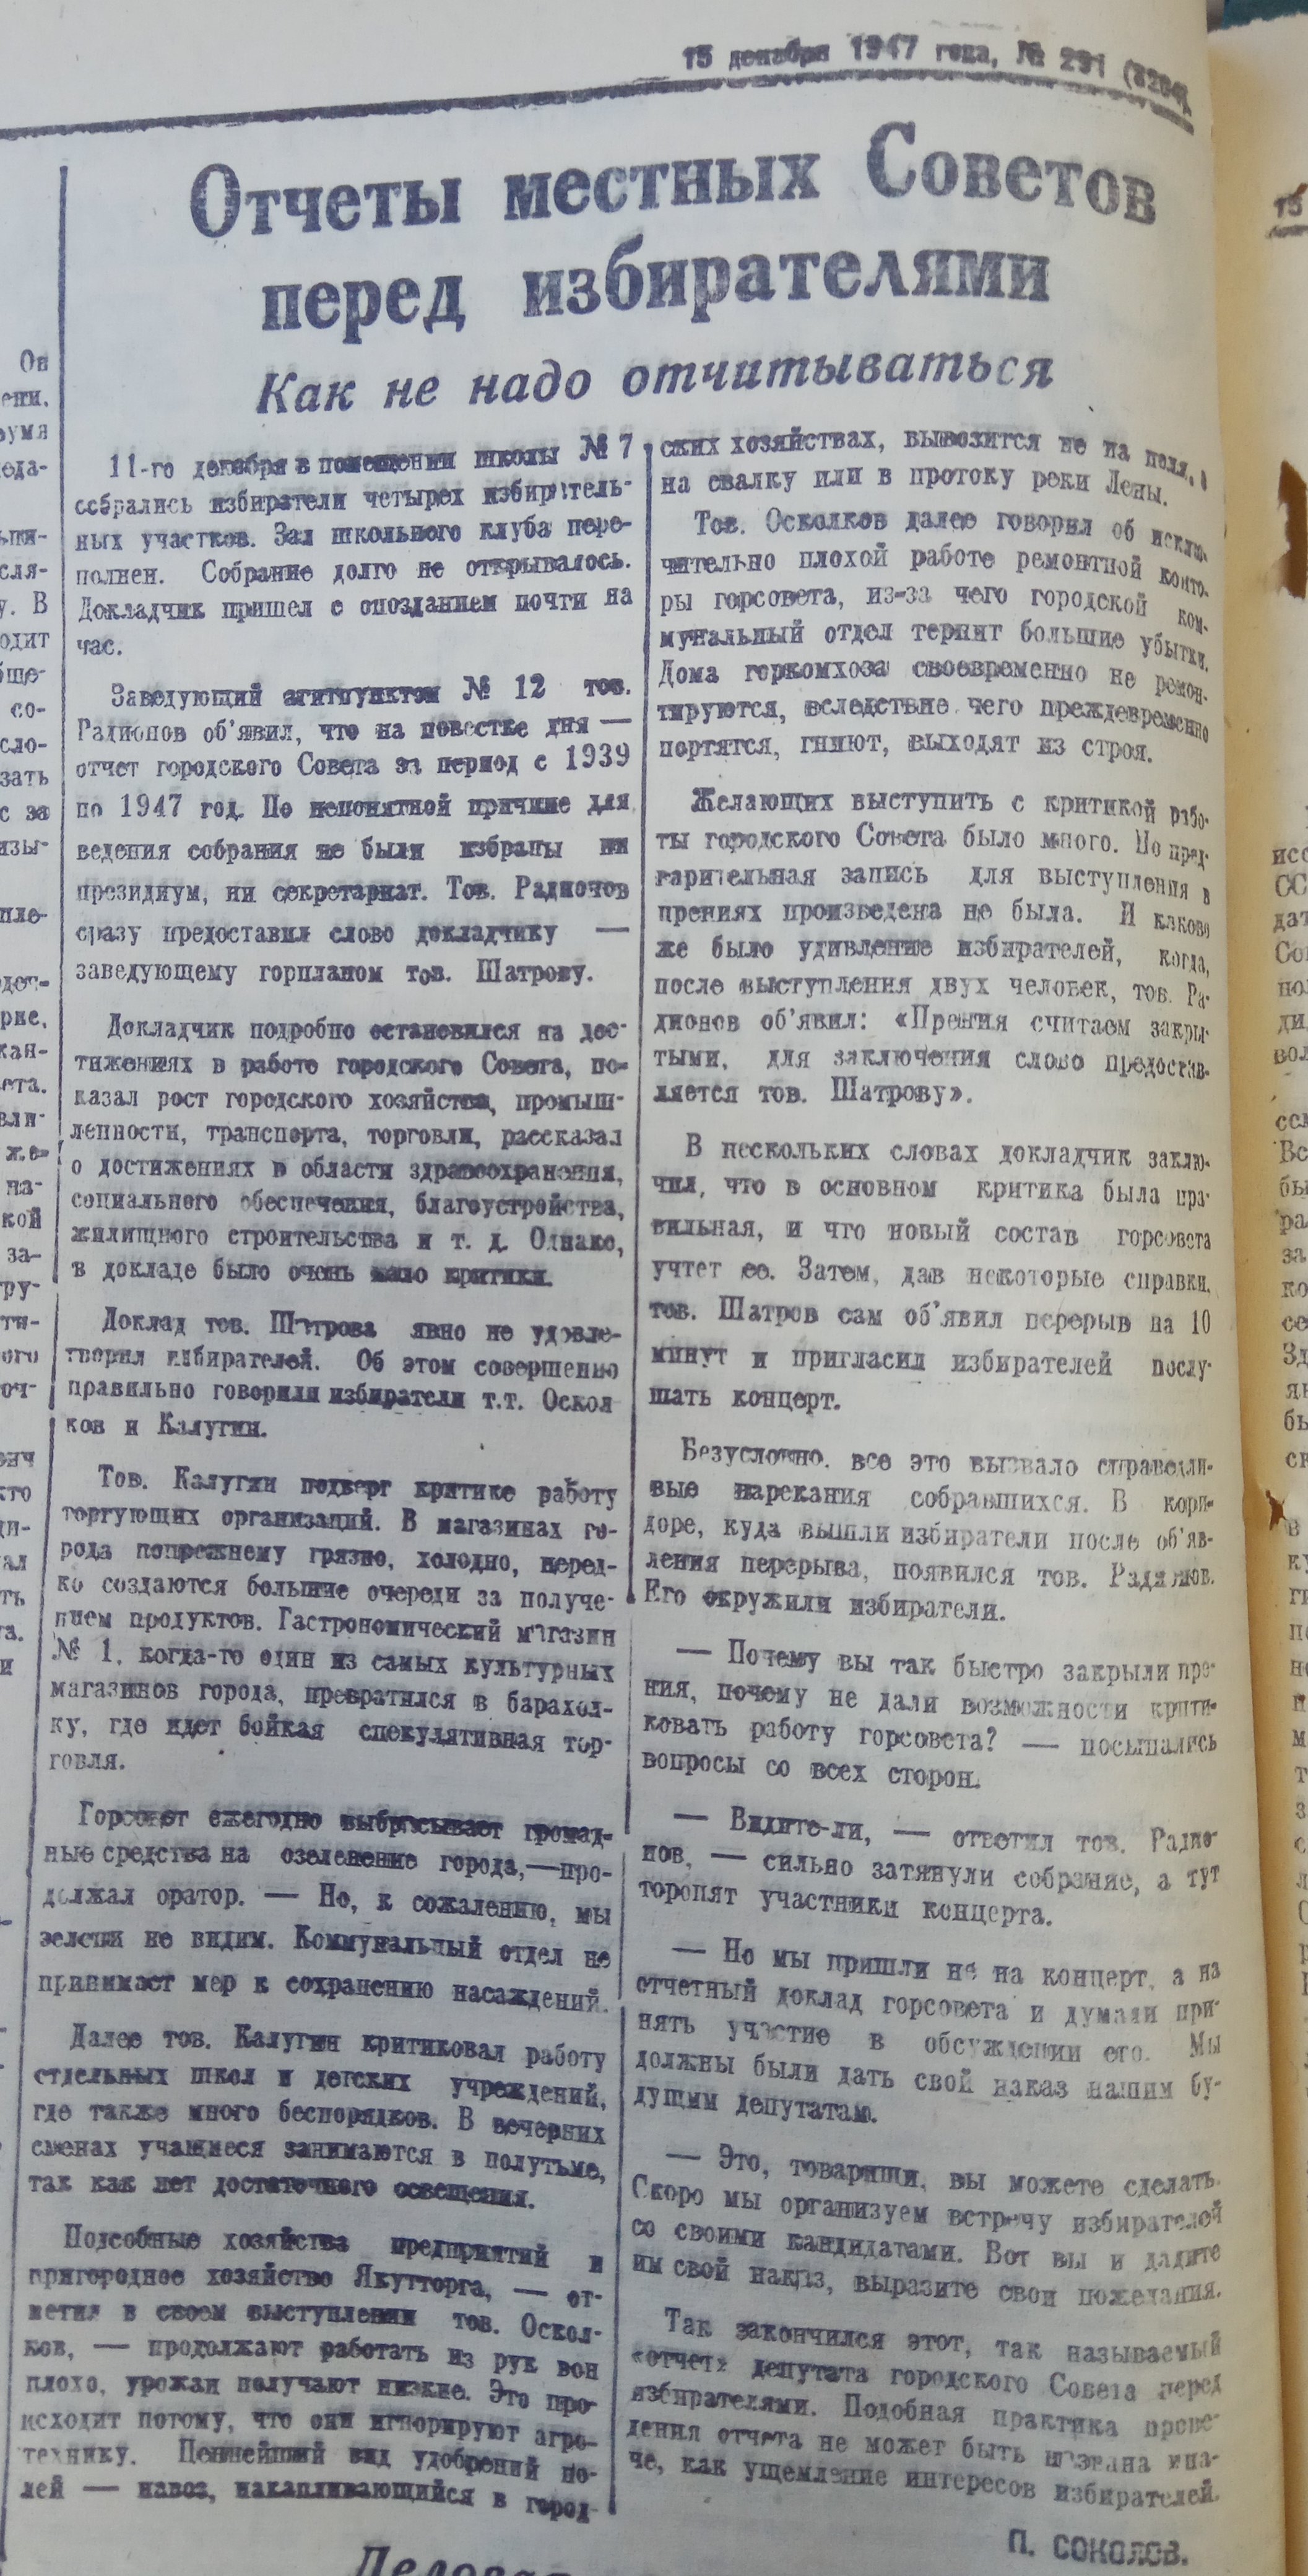 15 декабря 1947 года, № 291
Отчеты местных Советов
перед избирателями
Как не надо отчитываться
11-го декабря в помещении школы № 7
собрались избиратели четырех избиратель-
ных участков. Зал школьного клуба пере-
полнен. Собрание долго не открывалось.
Докладчик пришел с опозданием почти на
час.
Заведующий агитпунктом № 12 тов.
Радионов об'явил, что на повестке дня —
отчет городского Совета за период с 1939
по 1947 год. По непонятной причине для
ведения собрания не были избраны ни
президиум, ни секретариат. Тов. Радионов
сразу предоставил слово докладчику —
заведующему горпланом тов. Шатрову.
Докладчик подробно остановился на дос-
тижениях в работе городского Совета, по-
казал рост городского хозяйства, промыш-
ленности, транспорта, торговли, рассказал
о достижениях в области здравоохранения,
социального обеспечения, благоустройства,
жилищного строительства и т. д. Однако,
в докладе было очень мало критики.
Доклад тов. Шатрова явно не удовле-
творил избирателей. Об этом совершенно
правильно говорили избиратели т.т. Оскол
ков и Калугин.
Тов. Калугин подверг критике работу
торгующих организаций. В магазинах го-
рода попрежнему грязно, холодно, неред-
ко создаются большие очереди за получе-
нием продуктов. Гастрономический магазин
№ 1, когда-то один из самых культурных
магазинов города, превратился в барахол-
ку, где идет бойкая спекулятивная тор-
говля.
Горсовет ежегодно выбрасывает громад-
ные средства на озеленение города,—про-
должал оратор. — Но, к сожалению, мы
зелени не видим. Коммунальный отдел не
принимает мер к сохранению насаждений.
Далее тов. Калугин критиковал работу
отдельных школ и детских учреждений,
где также много беспорядков. В вечерних
сменах учащиеся занимаются в полутьме,
так как нет достаточного освещения.
Подсобные хозяйства предприятий и
пригородное хозяйство Якутторга, — от-
метил в своем выступлении тов. Оскол-
ков, — продолжают работать из рук вон
плохо, урожаи получают низкие. Это про-
исходит потому, что они игнорируют агро-
технику. Ценнейший вид удобрений по-
лей — навоз, накапливающийся в город-
ских хозяйствах, вывозится не на поля, а
на свалку или в протоку реки Лены.
Тов. Осколков далее говорил об исклю-
чительно плохой работе ремонтной конто-
ры горсовета, из-за чего городской ком-
мунальный отдел терпит большие убытки.
Дома горкомхоза своевременно не ремон-
тируются, вследствие чего преждевременно
портятся, гниют, выходят из строя.
Желающих выступить с критикой рабо-
ты городского Совета было много. Но пред-
варительная запись для выступления в
прениях произведена не была. И каково
же было удивление избирателей, когда,
после выступления двух человек, тов. Ра-
дионов об'явил: «Прения считаем закры-
тыми, для заключения слово предостав-
ляется тов. Шатрову».
В нескольких словах докладчик заклю-
чил, что в основном критика была пра-
вильная, и что новый состав горсовета
учтет ее. Затем, дав некоторые справки,
тов. Шатров сам об'явил перерыв на 10
минут и пригласил избирателей послу-
шать концерт.
Безусловно, все это вызвало справедли-
вые нарекания собравшихся. В кори-
доре, куда вышли избиратели после об'яв-
ления перерыва, появился тов. Радионов.
Его окружили избиратели.
— Почему вы так быстро закрыли пре-
ния, почему не дали возможности крити-
ковать работу горсовета? — посыпались
вопросы со всех сторон.
— Видите-ли, — ответил тов. Радио-
нов, — сильно затянули собрание, а тут
торопят участники концерта.
— Но мы пришли не на концерт, а на
отчетный доклад горсовета и думали при-
нять участие в обсуждении его. Мы
должны были дать свой наказ нашим бу-
дущим депутатам.
— Это, товарищи, вы можете сделать.
Скоро мы организуем встречу избирателей
со своими кандидатами. Вот вы и дадите
им свой наказ, выразите свои пожелания.
Так закончился этот, так называемый
«отчет» депутата городского Совета перед
избирателями. Подобная практика прове-
дения отчета не может быть названа ина-
че, как ущемление интересов избирателей.
П. СОКОЛОВ.